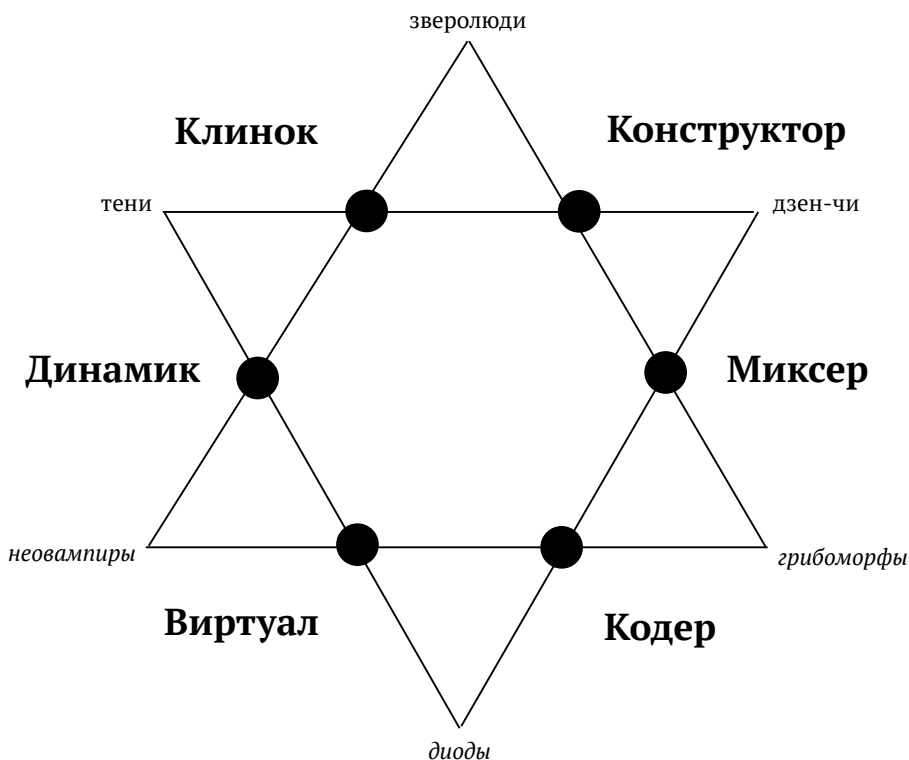 зверолюди
Клинок
Конструктор
тени
дзен-чи
Динамик
Миксер
неовампиры
грибоморфы
Виртуал
Кодер
диоды